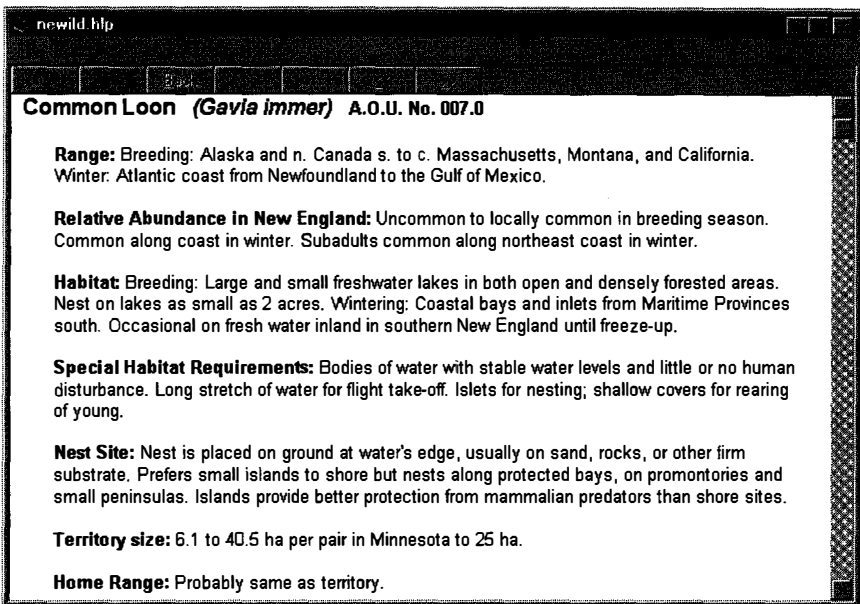 newild.hlp
Back
Common Loon (Gavia immer) A.O.U. No. 007.0
Range: Breeding: Alaska and n. Canada s. to c. Massachusetts, Montana, and California.
Winter: Atlantic coast from Newfoundland to the Gulf of Mexico.
Relative Abundance in New England: Uncommon to locally common in breeding season.
Common along coast in winter. Subadults common along northeast coast in winter.
Habitat: Breeding: Large and small freshwater lakes in both open and densely forested areas.
Nest on lakes as small as 2 acres. Wintering: Coastal bays and inlets from Maritime Provinces
south. Occasional on fresh water inland in southern New England until freeze-up.
Special Habitat Requirements: Bodies of water with stable water levels and little or no human
disturbance. Long stretch of water for flight take-off. Islets for nesting; shallow covers for rearing
of young.
Nest Site: Nest is placed on ground at water's edge, usually on sand, rocks, or other firm
substrate. Prefers small islands to shore but nests along protected bays, on promontories and
small peninsulas. Islands provide better protection from mammalian predators than shore sites.
Territory size: 6.1 to 40.5 ha per pair in Minnesota to 25 ha.
Home Range: Probably same as territory.